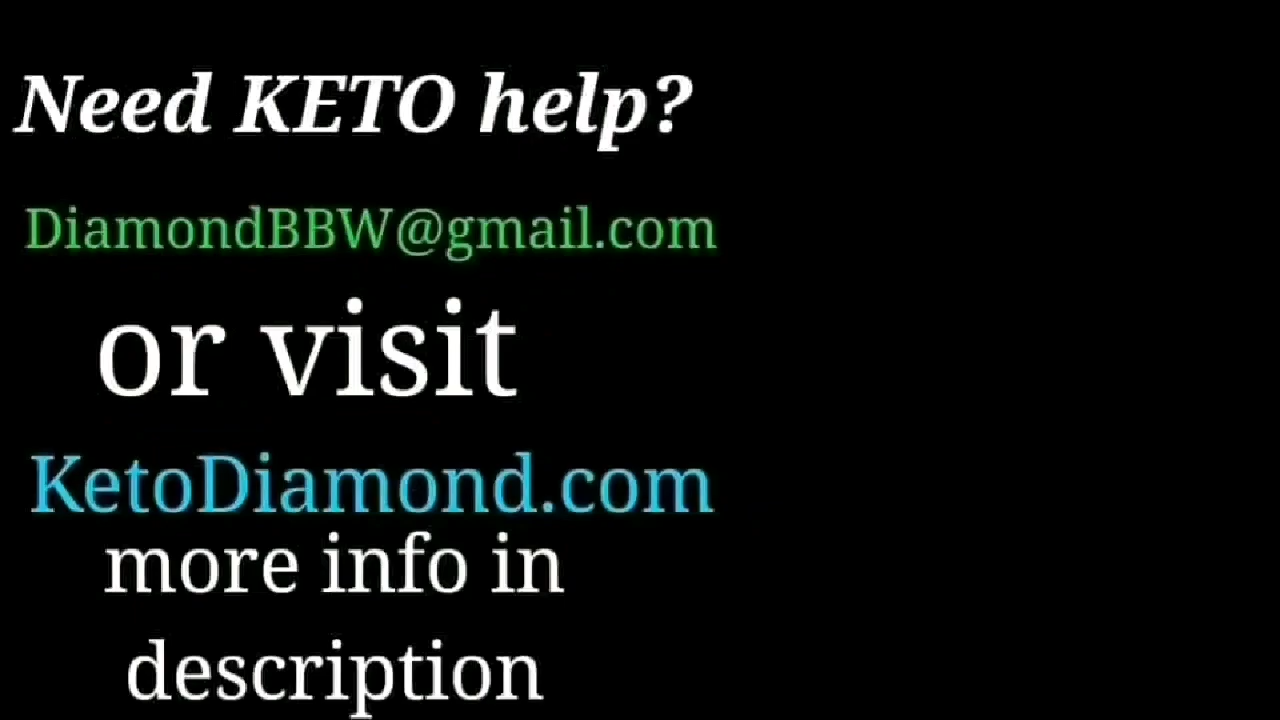 Need KETO help?
DiamondBBW@gmail.com
or visit
KetoDiamond.com
more info in
description